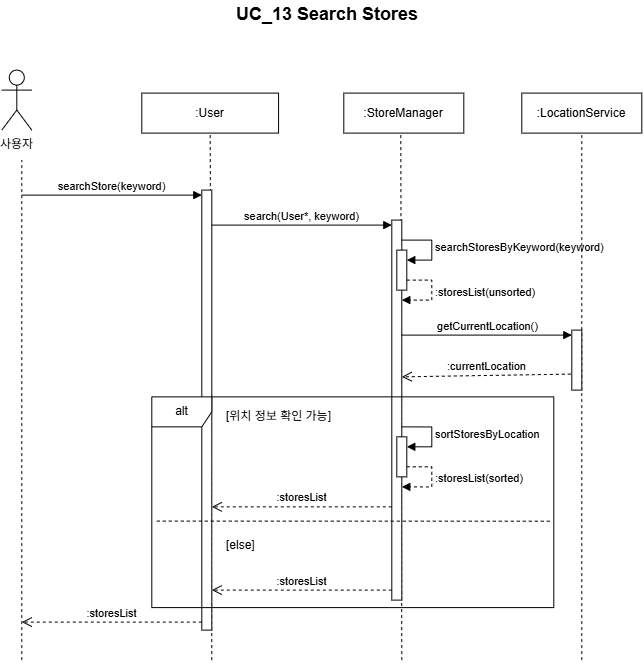 UC_13 Search Stores
사용자
:User
:StoreManager
:LocationService
searchStore(keyword)
search(User*, keyword)
searchStoresByKeyword(keyword)
:storesList(unsorted)
getCurrentLocation()
:currentLocation
alt
[위치 정보 확인 가능]
sortStoresByLocation
:storesList(sorted)
:storesList
[else]
:storesList
:storesList